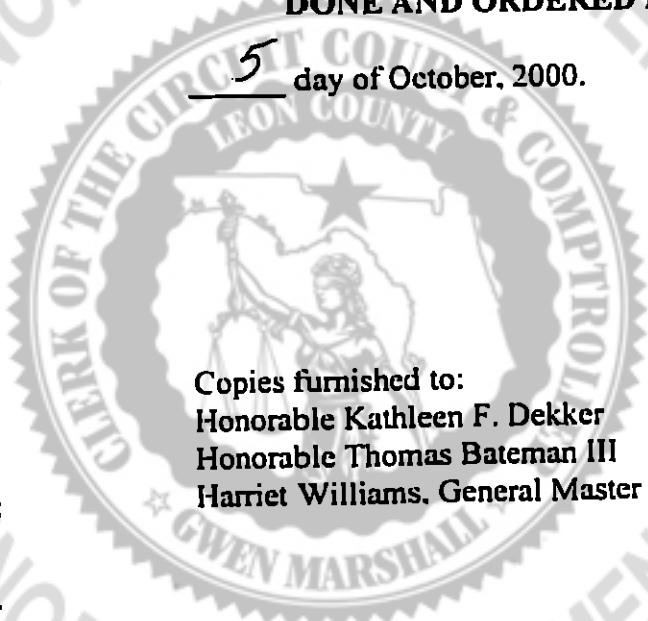 DONE AND ORDERED
5 day of October, 2000.
CLERK OF THE CIRCUIT COURT & COMPTROLLER
LEON COUNTY
Copies furnished to:
Honorable Kathleen F. Dekker
Honorable Thomas Bateman III
Harriet Williams, General Master
GWEN MARSHALL